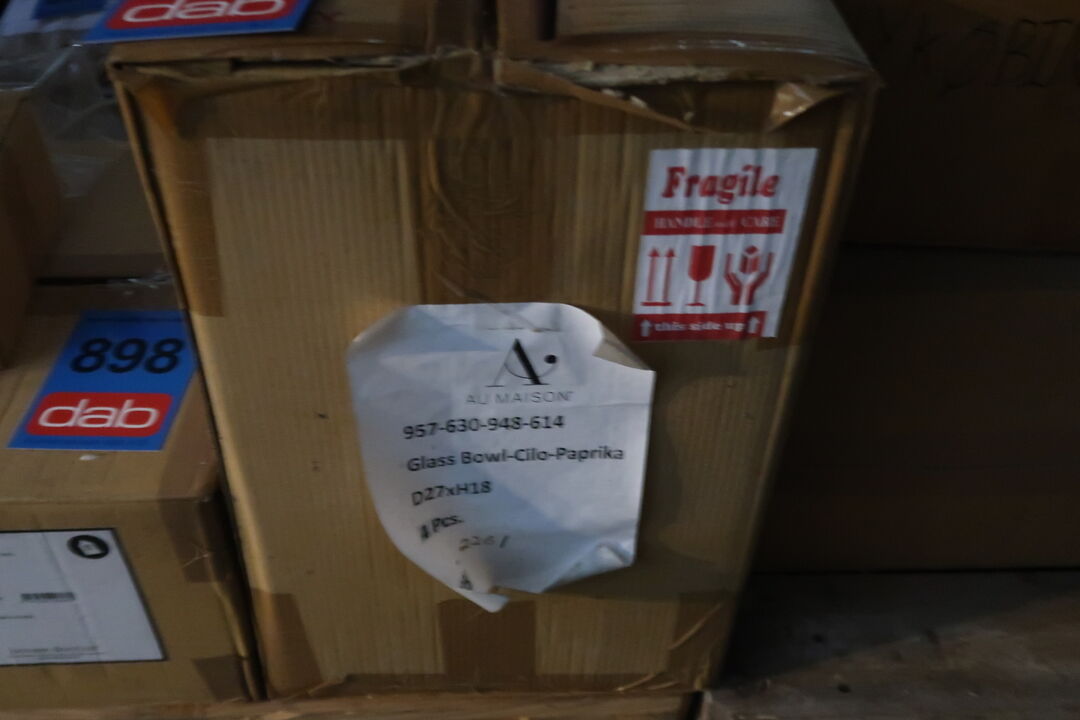 dab
Fragile
HANDLE WITH CARE
this side up
898
dab
AU MAISON
957-630-948-614
Glass Bowl-Cilo-Paprika
D27xH18
4 Pcs.
2261